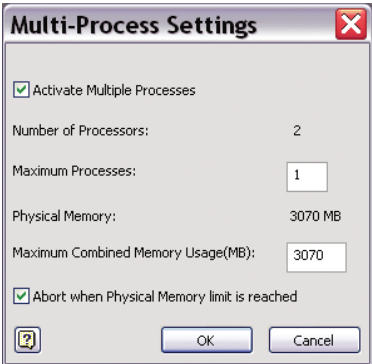 Multi-Process Settings
Activate Multiple Processes
Number of Processors: 2
Maximum Processes: 1
Physical Memory: 3070 MB
Maximum Combined Memory Usage(MB): 3070
Abort when Physical Memory limit is reached
? OK Cancel